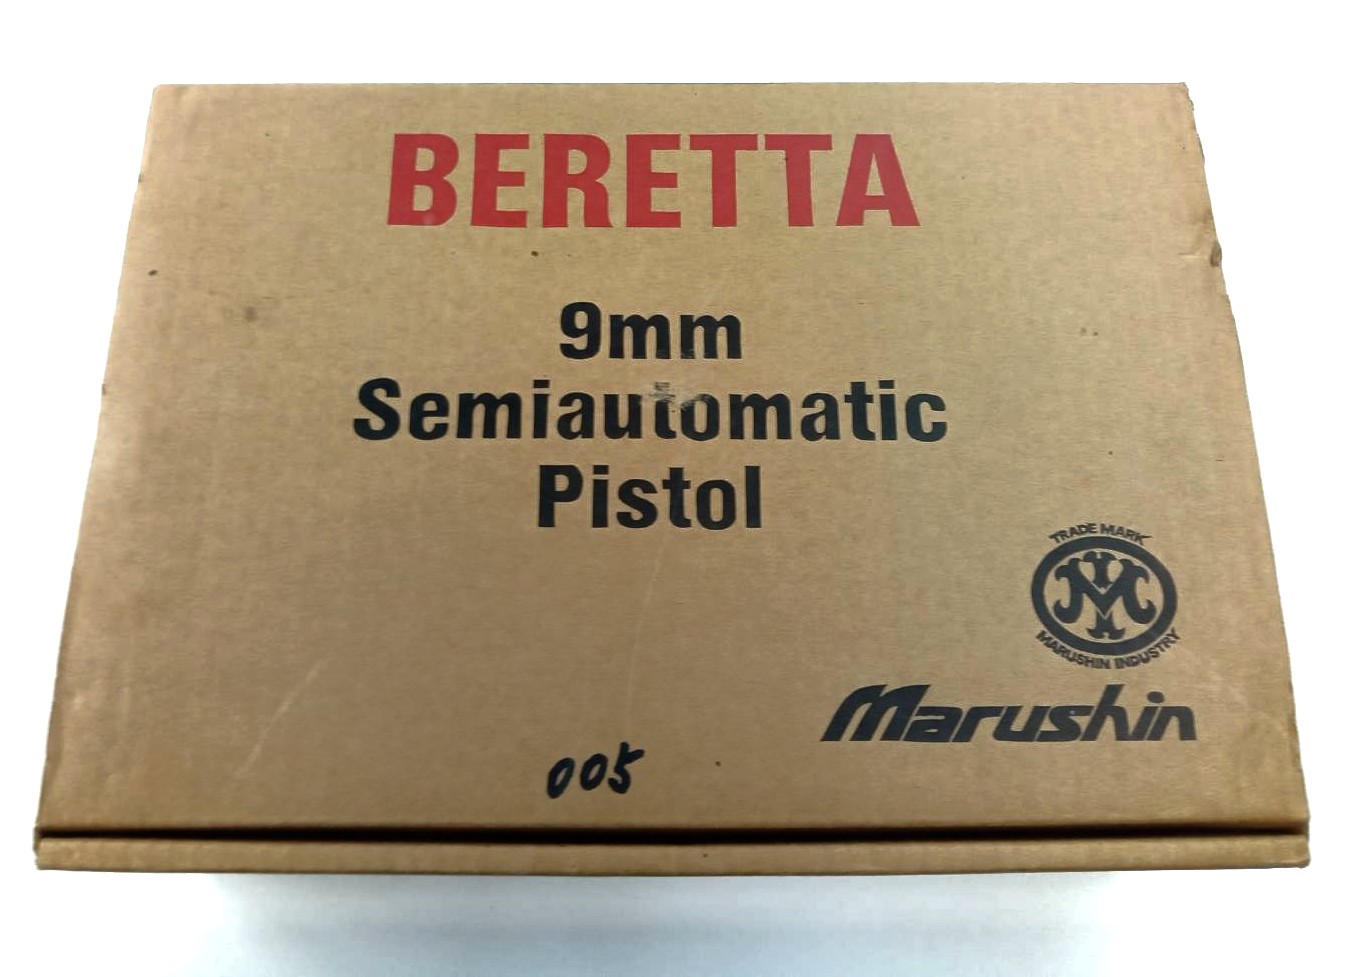 BERETTA
9mm
Semiautomatic
Pistol
TRADE MARK
M
MARUSHIN INDUSTRY
Marushin
005